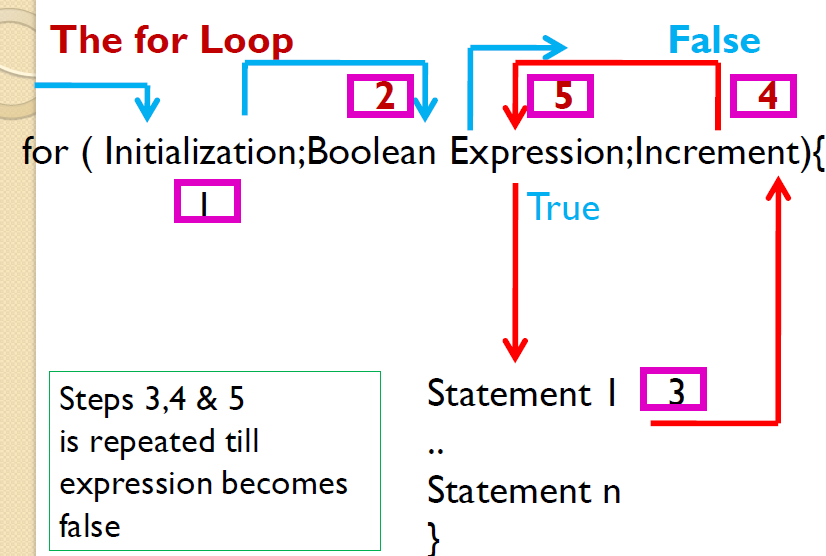 The for Loop
False
2
5
4
for ( Initialization;Boolean Expression;Increment){
1
True
Statement 1
3
Steps 3,4 & 5
is repeated till
expression becomes
false
..
Statement n
}